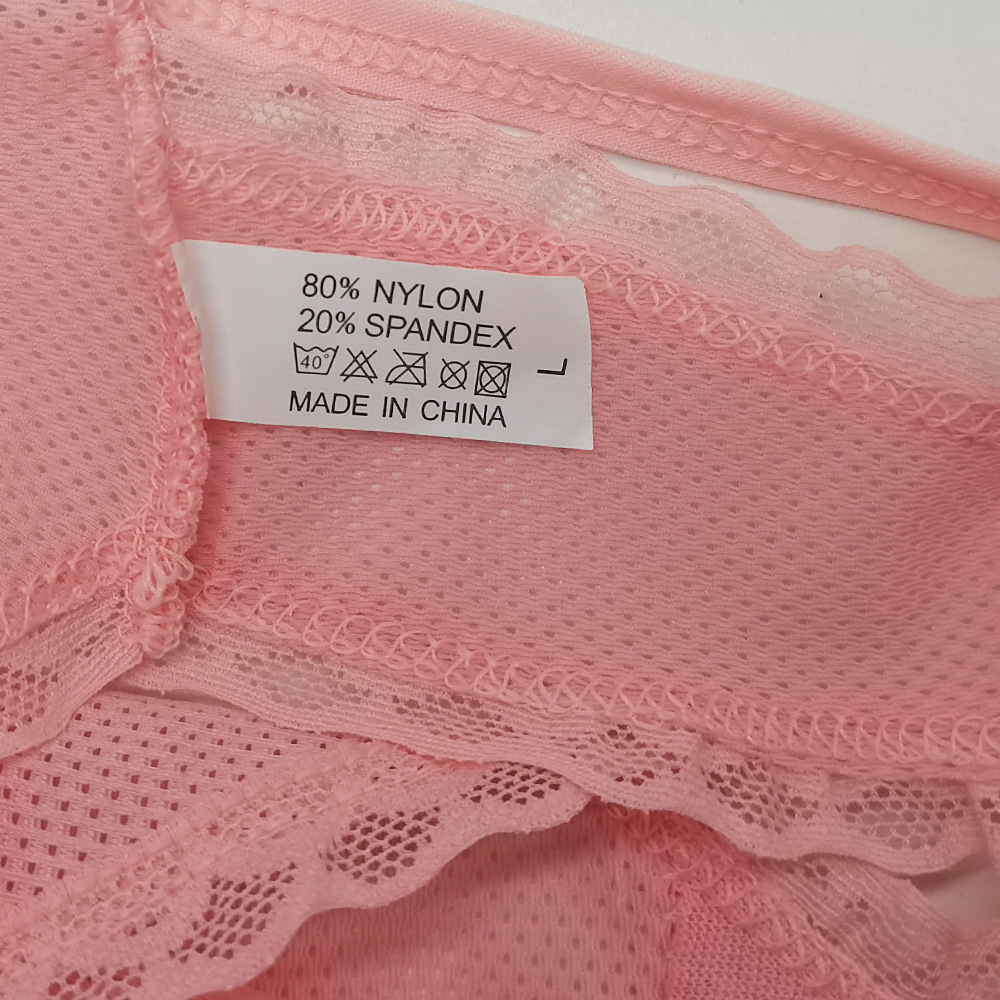 80% NYLON
20% SPANDEX
40°
L
MADE IN CHINA